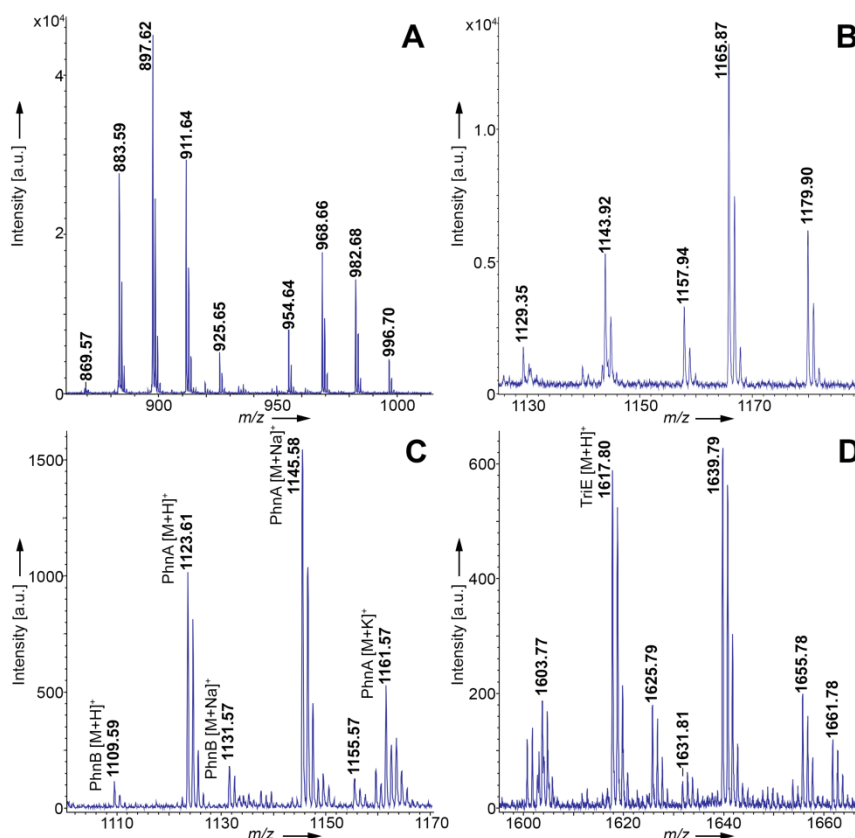 x10⁴
A
897.62
883.59
911.64
968.66
982.68
954.64
925.65
996.70
869.57
4
2
0
Intensity [a.u.]
900
950
1000
m/z
x10⁴
B
1165.87
1179.90
1143.92
1157.94
1129.35
1.0
0.5
0
Intensity [a.u.]
1130
1150
1170
m/z
C
PhnA [M+Na]⁺
1145.58
PhnA [M+H]⁺
1123.61
PhnA [M+K]⁺
1161.57
PhnB [M+Na]⁺
1131.57
PhnB [M+H]⁺
1109.59
1155.57
1500
1000
500
0
Intensity [a.u.]
1110
1130
1150
1170
m/z
D
TriE [M+H]⁺
1617.80
1639.79
1603.77
1625.79
1631.81
1655.78
1661.78
600
400
200
0
Intensity [a.u.]
1600
1620
1640
1660
m/z